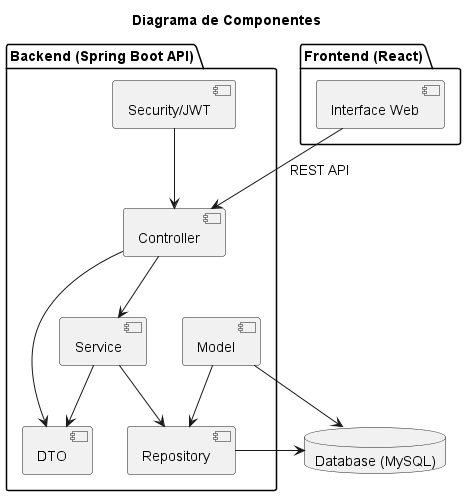 Diagrama de Componentes
Backend (Spring Boot API)
Frontend (React)
Security/JWT
Interface Web
REST API
Controller
Service
Model
DTO
Repository
Database (MySQL)